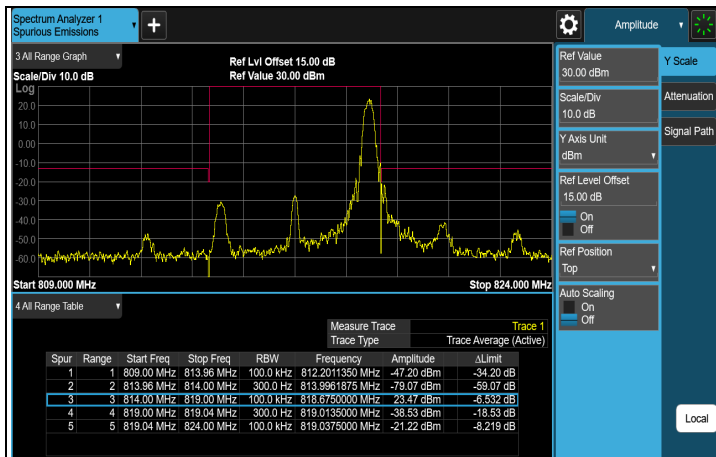 Spectrum Analyzer 1
Spurious Emissions
+
Amplitude
3 All Range Graph
Ref Lvl Offset 15.00 dB
Scale/Div 10.0 dB
Ref Value 30.00 dBm
Log
20.0
10.0
0.00
-10.0
-20.0
-30.0
-40.0
-50.0
-60.0
Start 809.000 MHz
Stop 824.000 MHz
4 All Range Table
Measure Trace Trace 1
Trace Type Trace Average (Active)
Spur Range Start Freq Stop Freq RBW Frequency Amplitude ΔLimit
1 1 809.00 MHz 813.96 MHz 100.0 kHz 812.2011350 MHz -47.20 dBm -34.20 dB
2 2 813.96 MHz 814.00 MHz 300.0 Hz 813.9961875 MHz -79.07 dBm -59.07 dB
3 3 814.00 MHz 819.00 MHz 100.0 kHz 818.6750000 MHz 23.47 dBm -6.532 dB
4 4 819.00 MHz 819.04 MHz 300.0 Hz 819.0135000 MHz -38.53 dBm -18.53 dB
5 5 819.04 MHz 824.00 MHz 100.0 kHz 819.0375000 MHz -21.22 dBm -8.219 dB
Ref Value
30.00 dBm
Scale/Div
10.0 dB
Y Axis Unit
dBm
Ref Level Offset
15.00 dB
On
Off
Ref Position
Top
Auto Scaling
On
Off
Y Scale
Attenuation
Signal Path
Local